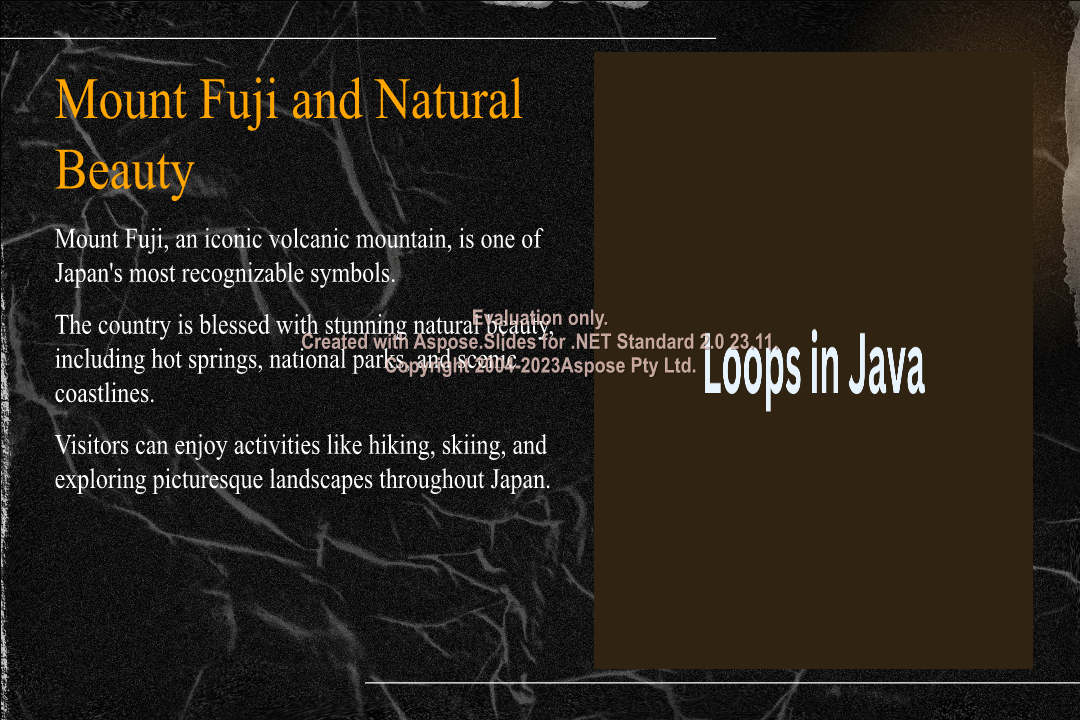 Mount Fuji and Natural
Beauty
Mount Fuji, an iconic volcanic mountain, is one of
Japan's most recognizable symbols.
The country is blessed with stunning natural beauty,
including hot springs, national parks, and scenic
coastlines.
Visitors can enjoy activities like hiking, skiing, and
exploring picturesque landscapes throughout Japan.
Evaluation only.
Created with Aspose.Slides for .NET Standard 2.0 23.11.
Copyright 2004-2023Aspose Pty Ltd.
Loops in Java